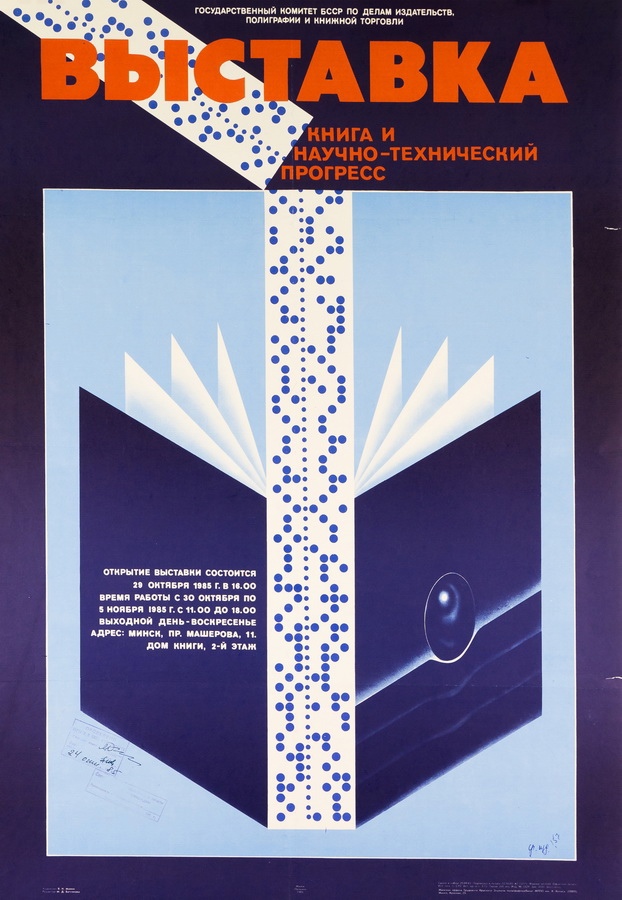 ГОСУДАРСТВЕННЫЙ КОМИТЕТ БССР ПО ДЕЛАМ ИЗДАТЕЛЬСТВ,
ПОЛИГРАФИИ И КНИЖНОЙ ТОРГОВЛИ
ВЫСТАВКА
КНИГА И
НАУЧНО-ТЕХНИЧЕСКИЙ
ПРОГРЕСС
ОТКРЫТИЕ ВЫСТАВКИ СОСТОИТСЯ
29 ОКТЯБРЯ 1985 Г. В 16.00
ВРЕМЯ РАБОТЫ С 30 ОКТЯБРЯ ПО
5 НОЯБРЯ 1985 Г. С 11.00 ДО 18.00
ВЫХОДНОЙ ДЕНЬ-ВОСКРЕСЕНЬЕ
АДРЕС: МИНСК, ПР. МАШЕРОВА, 11.
ДОМ КНИГИ, 2-Й ЭТАЖ